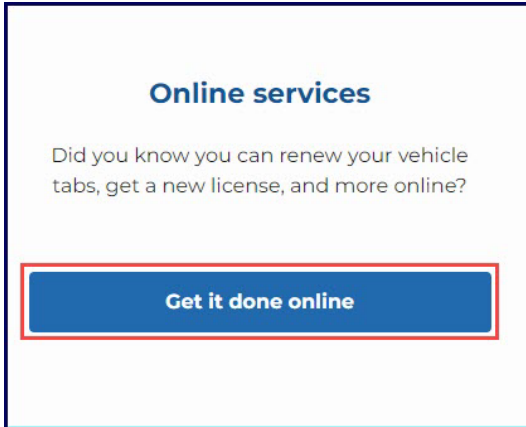 Online services
Did you know you can renew your vehicle
tabs, get a new license, and more online?
Get it done online